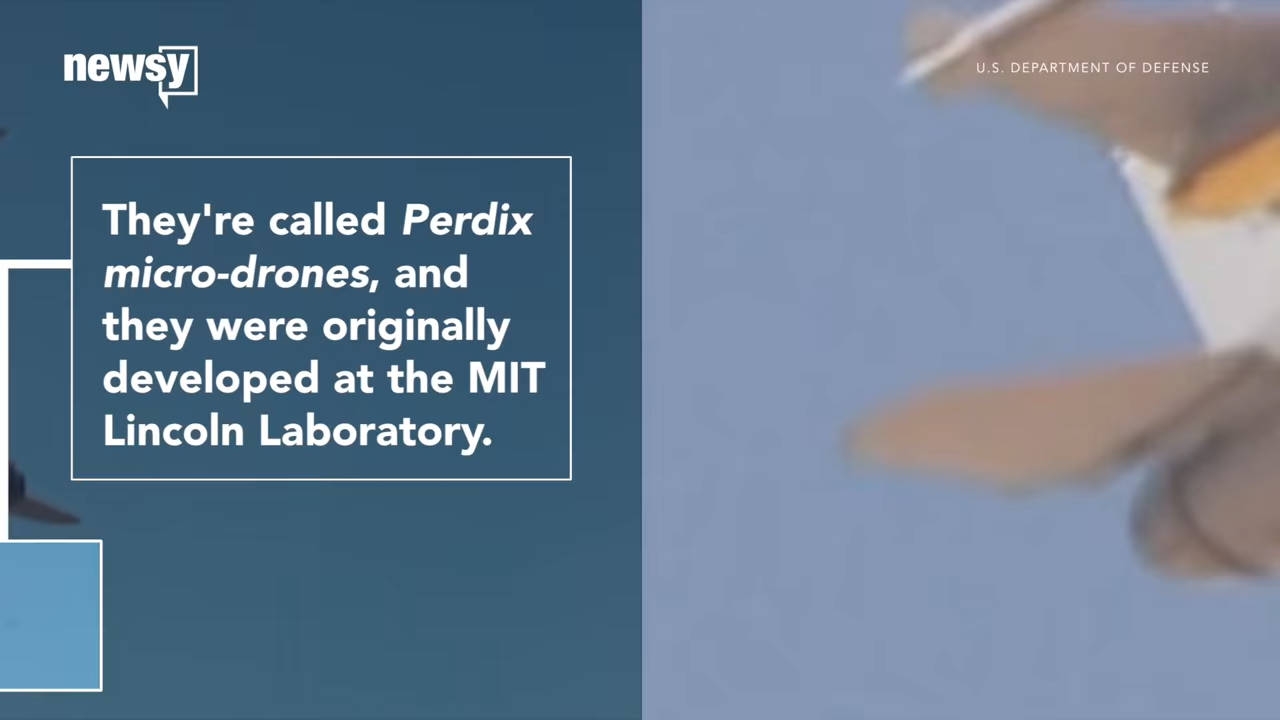 newsy
U.S. DEPARTMENT OF DEFENSE
They're called Perdix
micro-drones, and
they were originally
developed at the MIT
Lincoln Laboratory.